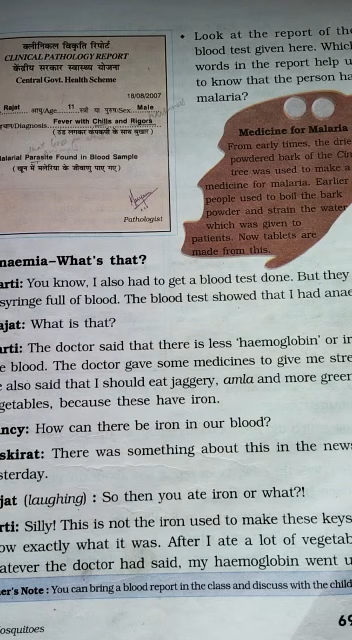 क्लीनिकल विकृति रिपोर्ट
CLINICAL PATHOLOGY REPORT
केंद्रीय सरकार स्वास्थ्य योजना
Central Govt. Health Scheme
18/08/2007
Rajat आयु/Age 11 स्त्री या पुरुष/Sex Male
/Diagnosis Fever with Chills and Rigors
(ठंड लगकर कंपकंपी के साथ बुखार)
alarial Parasite Found in Blood Sample
(खून में मलेरिया के जीवाणु पाए गए)
Pathologist
• Look at the report of the
blood test given here. Whic
words in the report help u
to know that the person ha
malaria?
Medicine for Malaria
From early times, the drie
powdered bark of the Cin
tree was used to make a
medicine for malaria. Earlier
people used to boil the bark
powder and strain the water
which was given to
patients. Now tablets are
made from this.
naemia–What's that?
arti: You know, I also had to get a blood test done. But they
syringe full of blood. The blood test showed that I had anae
ajat: What is that?
arti: The doctor said that there is less 'haemoglobin' or ir
e blood. The doctor gave some medicines to give me stre
e also said that I should eat jaggery, amla and more green
getables, because these have iron.
ncy: How can there be iron in our blood?
skirat: There was something about this in the news
sterday.
jat (laughing) : So then you ate iron or what?!
rti: Silly! This is not the iron used to make these keys
ow exactly what it was. After I ate a lot of vegetab
atever the doctor had said, my haemoglobin went u
er's Note : You can bring a blood report in the class and discuss with the child
osquitoes
69